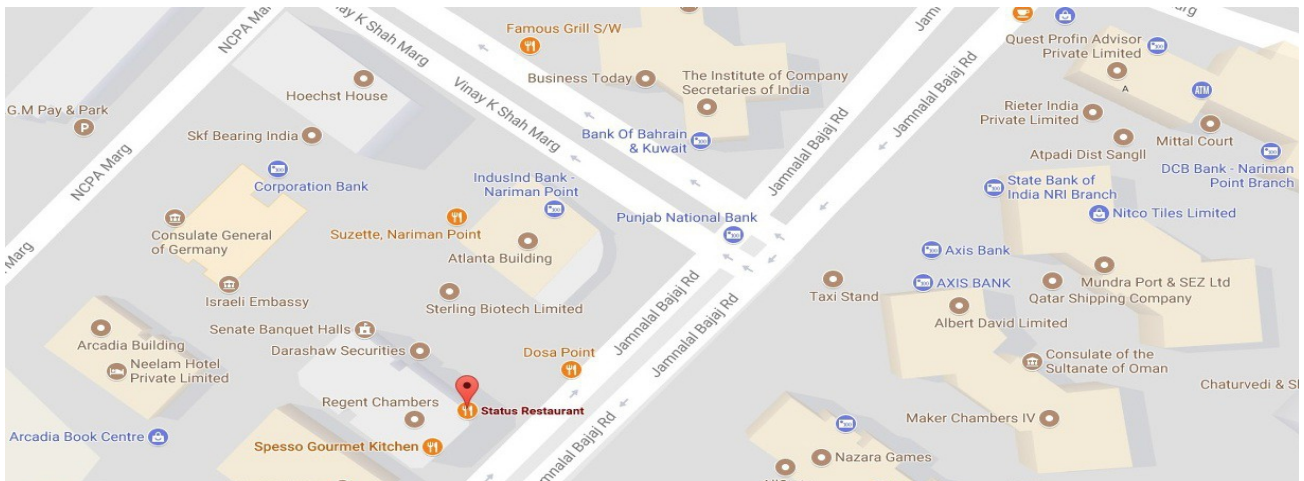 NCPA Marg
Vinay K Shah Marg
Famous Grill S/W
Jamn
Quest Profin Advisor
Private Limited
A
Business Today
The Institute of Company
Secretaries of India
Hoechst House
Vinay K Shah Marg
ATM
G.M Pay & Park
P
Rieter India
Private Limited
Jamnalal Bajaj Rd
Skf Bearing India
Bank Of Bahrain
& Kuwait
Atpadi Dist Sangll
Mittal Court
NCPA Marg
Jamnalal Bajaj Rd
DCB Bank - Nariman
Point Branch
Corporation Bank
IndusInd Bank -
Nariman Point
State Bank of
India NRI Branch
Punjab National Bank
Nitco Tiles Limited
Consulate General
of Germany
Suzette, Nariman Point
Atlanta Building
Axis Bank
Marg
Israeli Embassy
Sterling Biotech Limited
Taxi Stand
AXIS BANK
Mundra Port & SEZ Ltd
Qatar Shipping Company
Albert David Limited
Jamnalal Bajaj Rd
Jamnalal Bajaj Rd
Senate Banquet Halls
Arcadia Building
Darashaw Securities
Dosa Point
Neelam Hotel
Private Limited
Consulate of the
Sultanate of Oman
Chaturvedi & S
Regent Chambers
Status Restaurant
Maker Chambers IV
Arcadia Book Centre
Spesso Gourmet Kitchen
Jamnalal Bajaj Rd
Nazara Games